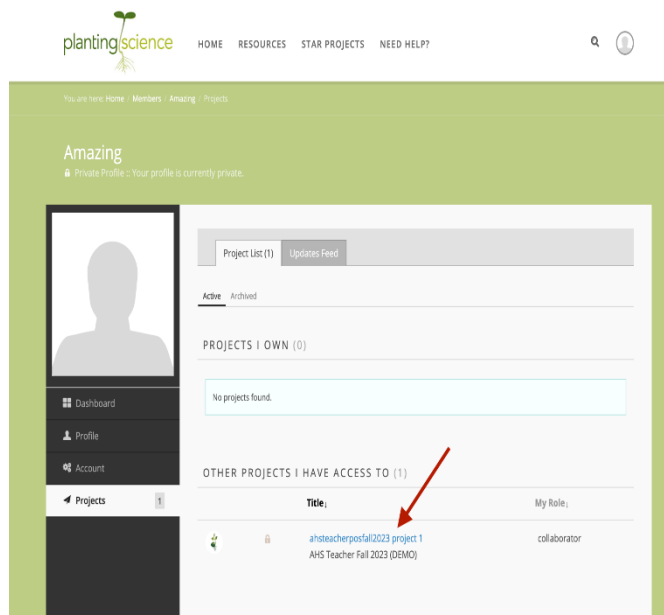 plantingscience
HOME RESOURCES STAR PROJECTS NEED HELP?
You are here: Home / Members / Amazing / Projects
Amazing
Private Profile :: Your profile is currently private.
Project List (1) Updates Feed
Active Archived
PROJECTS I OWN (0)
No projects found.
Dashboard
Profile
Account
Projects 1
OTHER PROJECTS I HAVE ACCESS TO (1)
Title↓ My Role↓
ahsteacherposfall2023 project 1 collaborator
AHS Teacher Fall 2023 (DEMO)